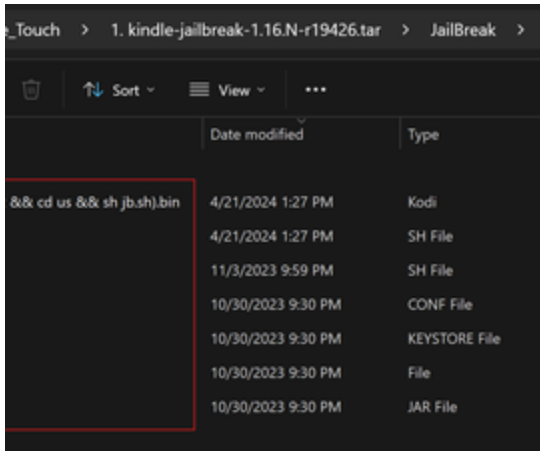 e_Touch > 1. kindle-jailbreak-1.16.N-r19426.tar > JailBreak >
Sort View ...
Date modified Type
&& cd us && sh jb.sh).bin 4/21/2024 1:27 PM Kodi
4/21/2024 1:27 PM SH File
11/3/2023 9:59 PM SH File
10/30/2023 9:30 PM CONF File
10/30/2023 9:30 PM KEYSTORE File
10/30/2023 9:30 PM File
10/30/2023 9:30 PM JAR File